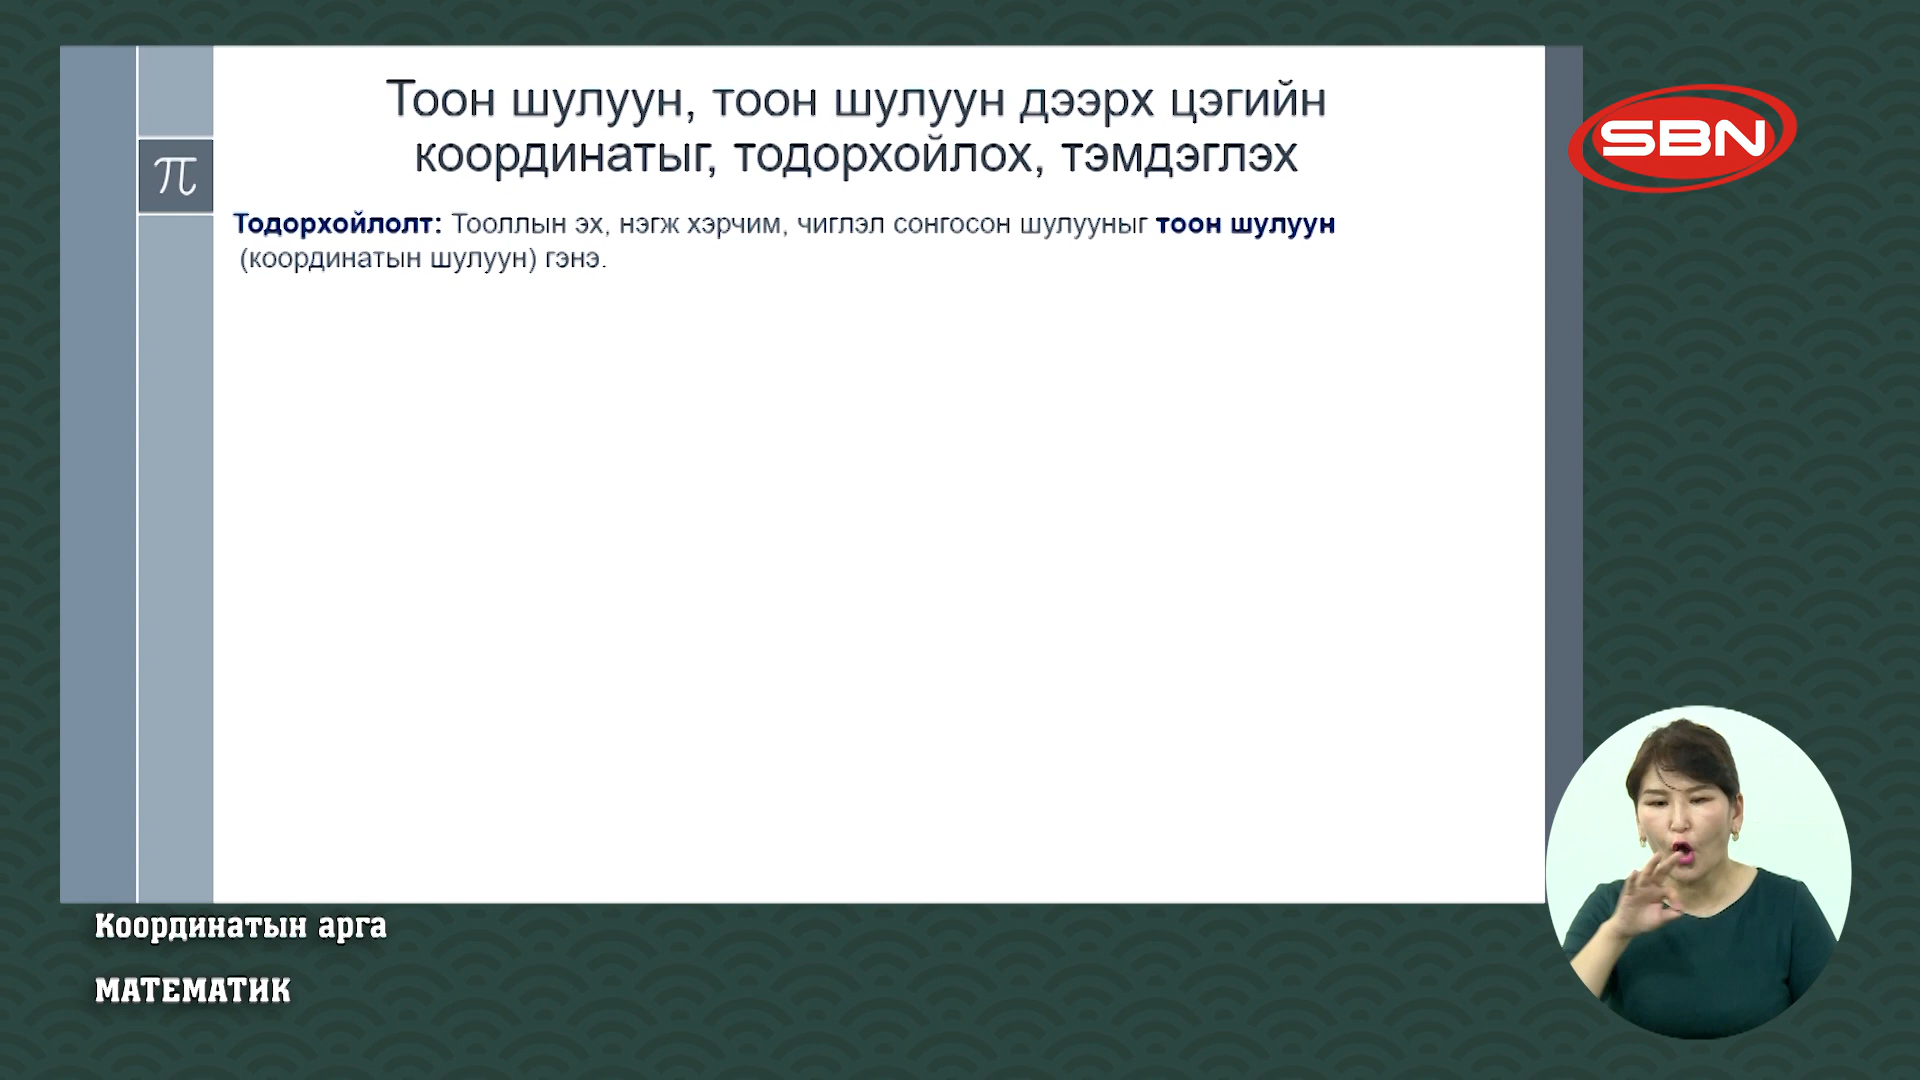 Тоон шулуун, тоон шулуун дээрх цэгийн
координатыг, тодорхойлох, тэмдэглэх
π
Тодорхойлолт: Тооллын эх, нэгж хэрчим, чиглэл сонгосон шулууныг тоон шулуун
(координатын шулуун) гэнэ.
SBN
Координатын арга
МАТЕМАТИК